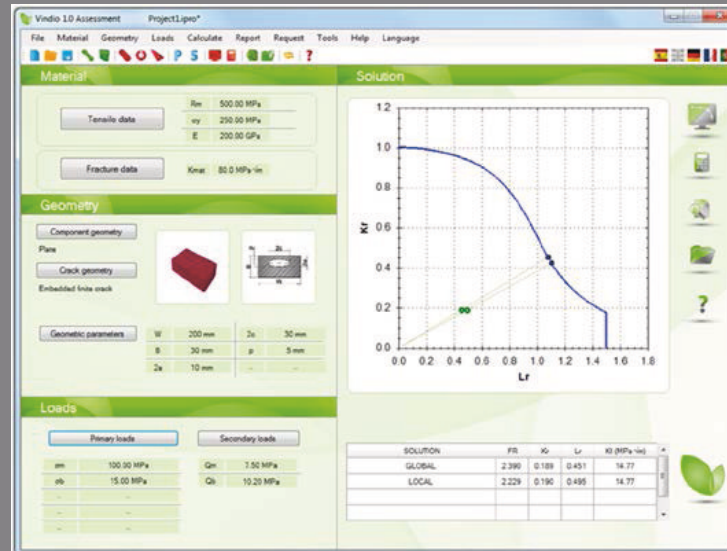 Vindio 1.0 Assessment Project1.ipro*
File Material Geometry Loads Calculate Report Request Tools Help Language
P S ?
Material
Tensile data
Rm 500.00 MPa
σy 250.00 MPa
E 200.00 GPa
Fracture data
Kmat 80.0 MPa·√m
Geometry
Component geometry
Plate
Crack geometry
Embedded finite crack
Geometric parameters
W 200 mm 2c 30 mm
B 30 mm p 5 mm
2a 10 mm -- --
Loads
Primary loads Secondary loads
σm 100.00 MPa Qm 7.50 MPa
σb 15.00 MPa Qb 10.20 MPa
-- --
-- --
-- --
Solution
Kr
1.2
1.0
0.8
0.6
0.4
0.2
0.0
0.0 0.2 0.4 0.6 0.8 1.0 1.2 1.4 1.6 1.8
Lr
?
SOLUTION FR Kr Lr KI (MPa·√m)
GLOBAL 2.390 0.189 0.451 14.77
LOCAL 2.229 0.190 0.495 14.77